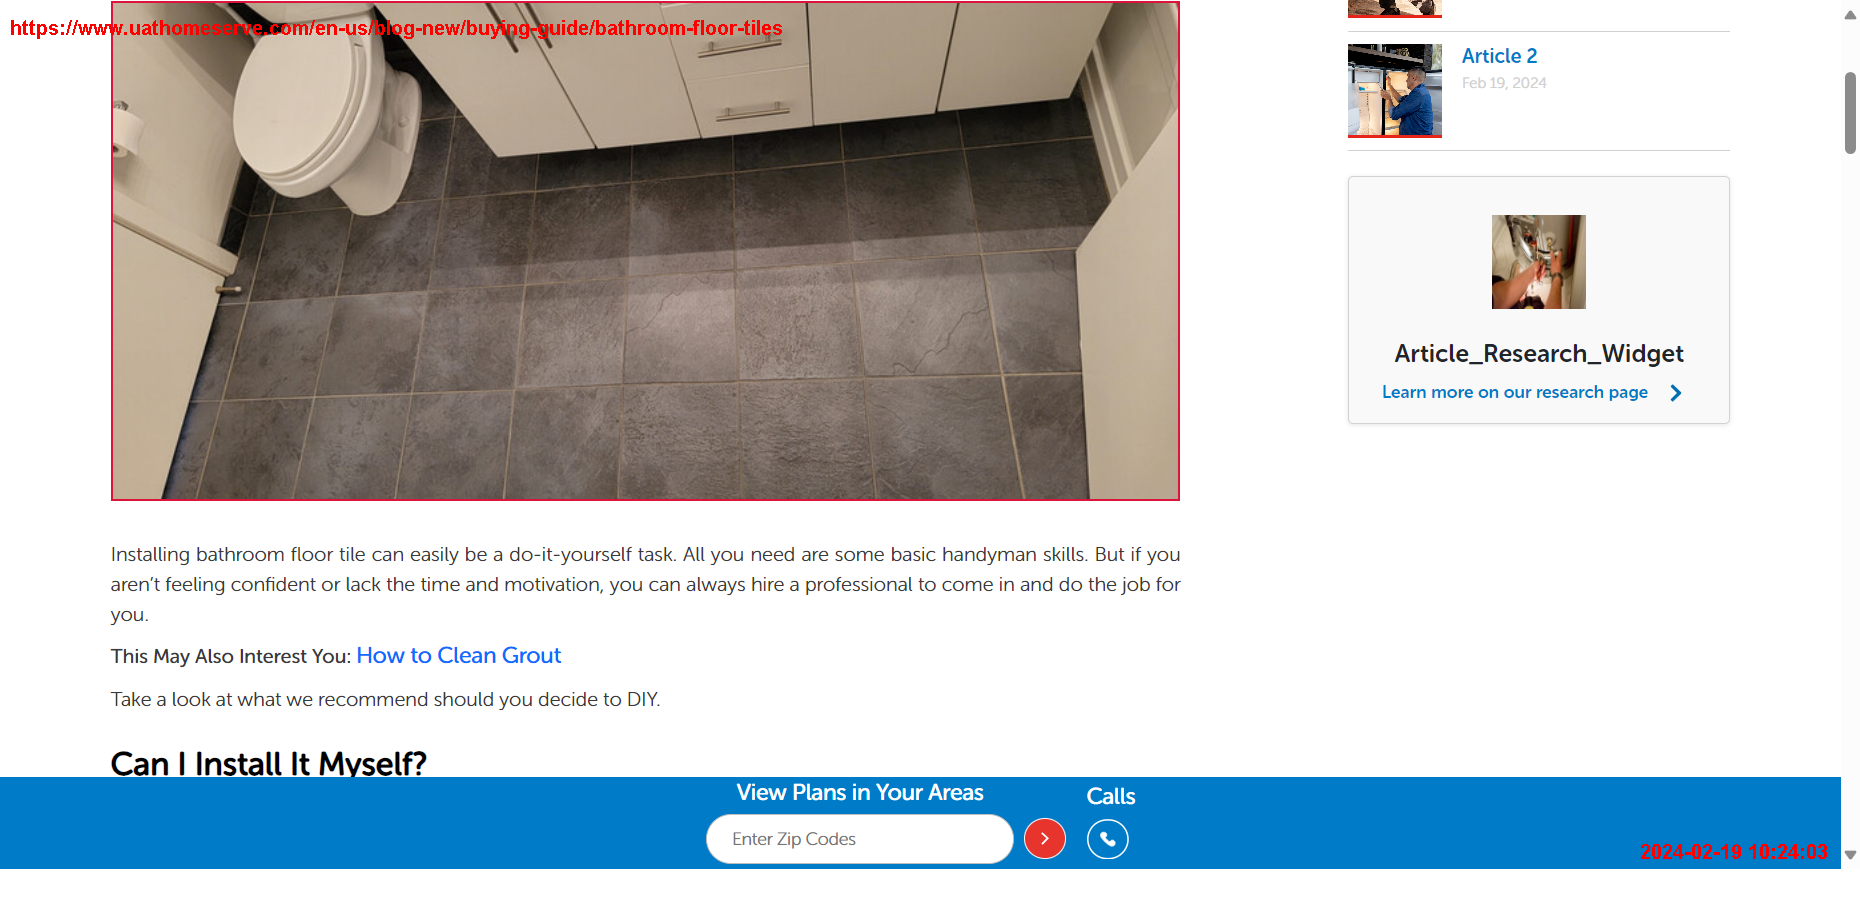 https://www.uathomeserve.com/en-us/blog-new/buying-guide/bathroom-floor-tiles
Article 2
Feb 19, 2024
Article_Research_Widget
Learn more on our research page
Installing bathroom floor tile can easily be a do-it-yourself task. All you need are some basic handyman skills. But if you
aren’t feeling confident or lack the time and motivation, you can always hire a professional to come in and do the job for
you.
This May Also Interest You: How to Clean Grout
Take a look at what we recommend should you decide to DIY.
Can I Install It Myself?
View Plans in Your Areas
Calls
Enter Zip Codes
2024-02-19 10:24:03